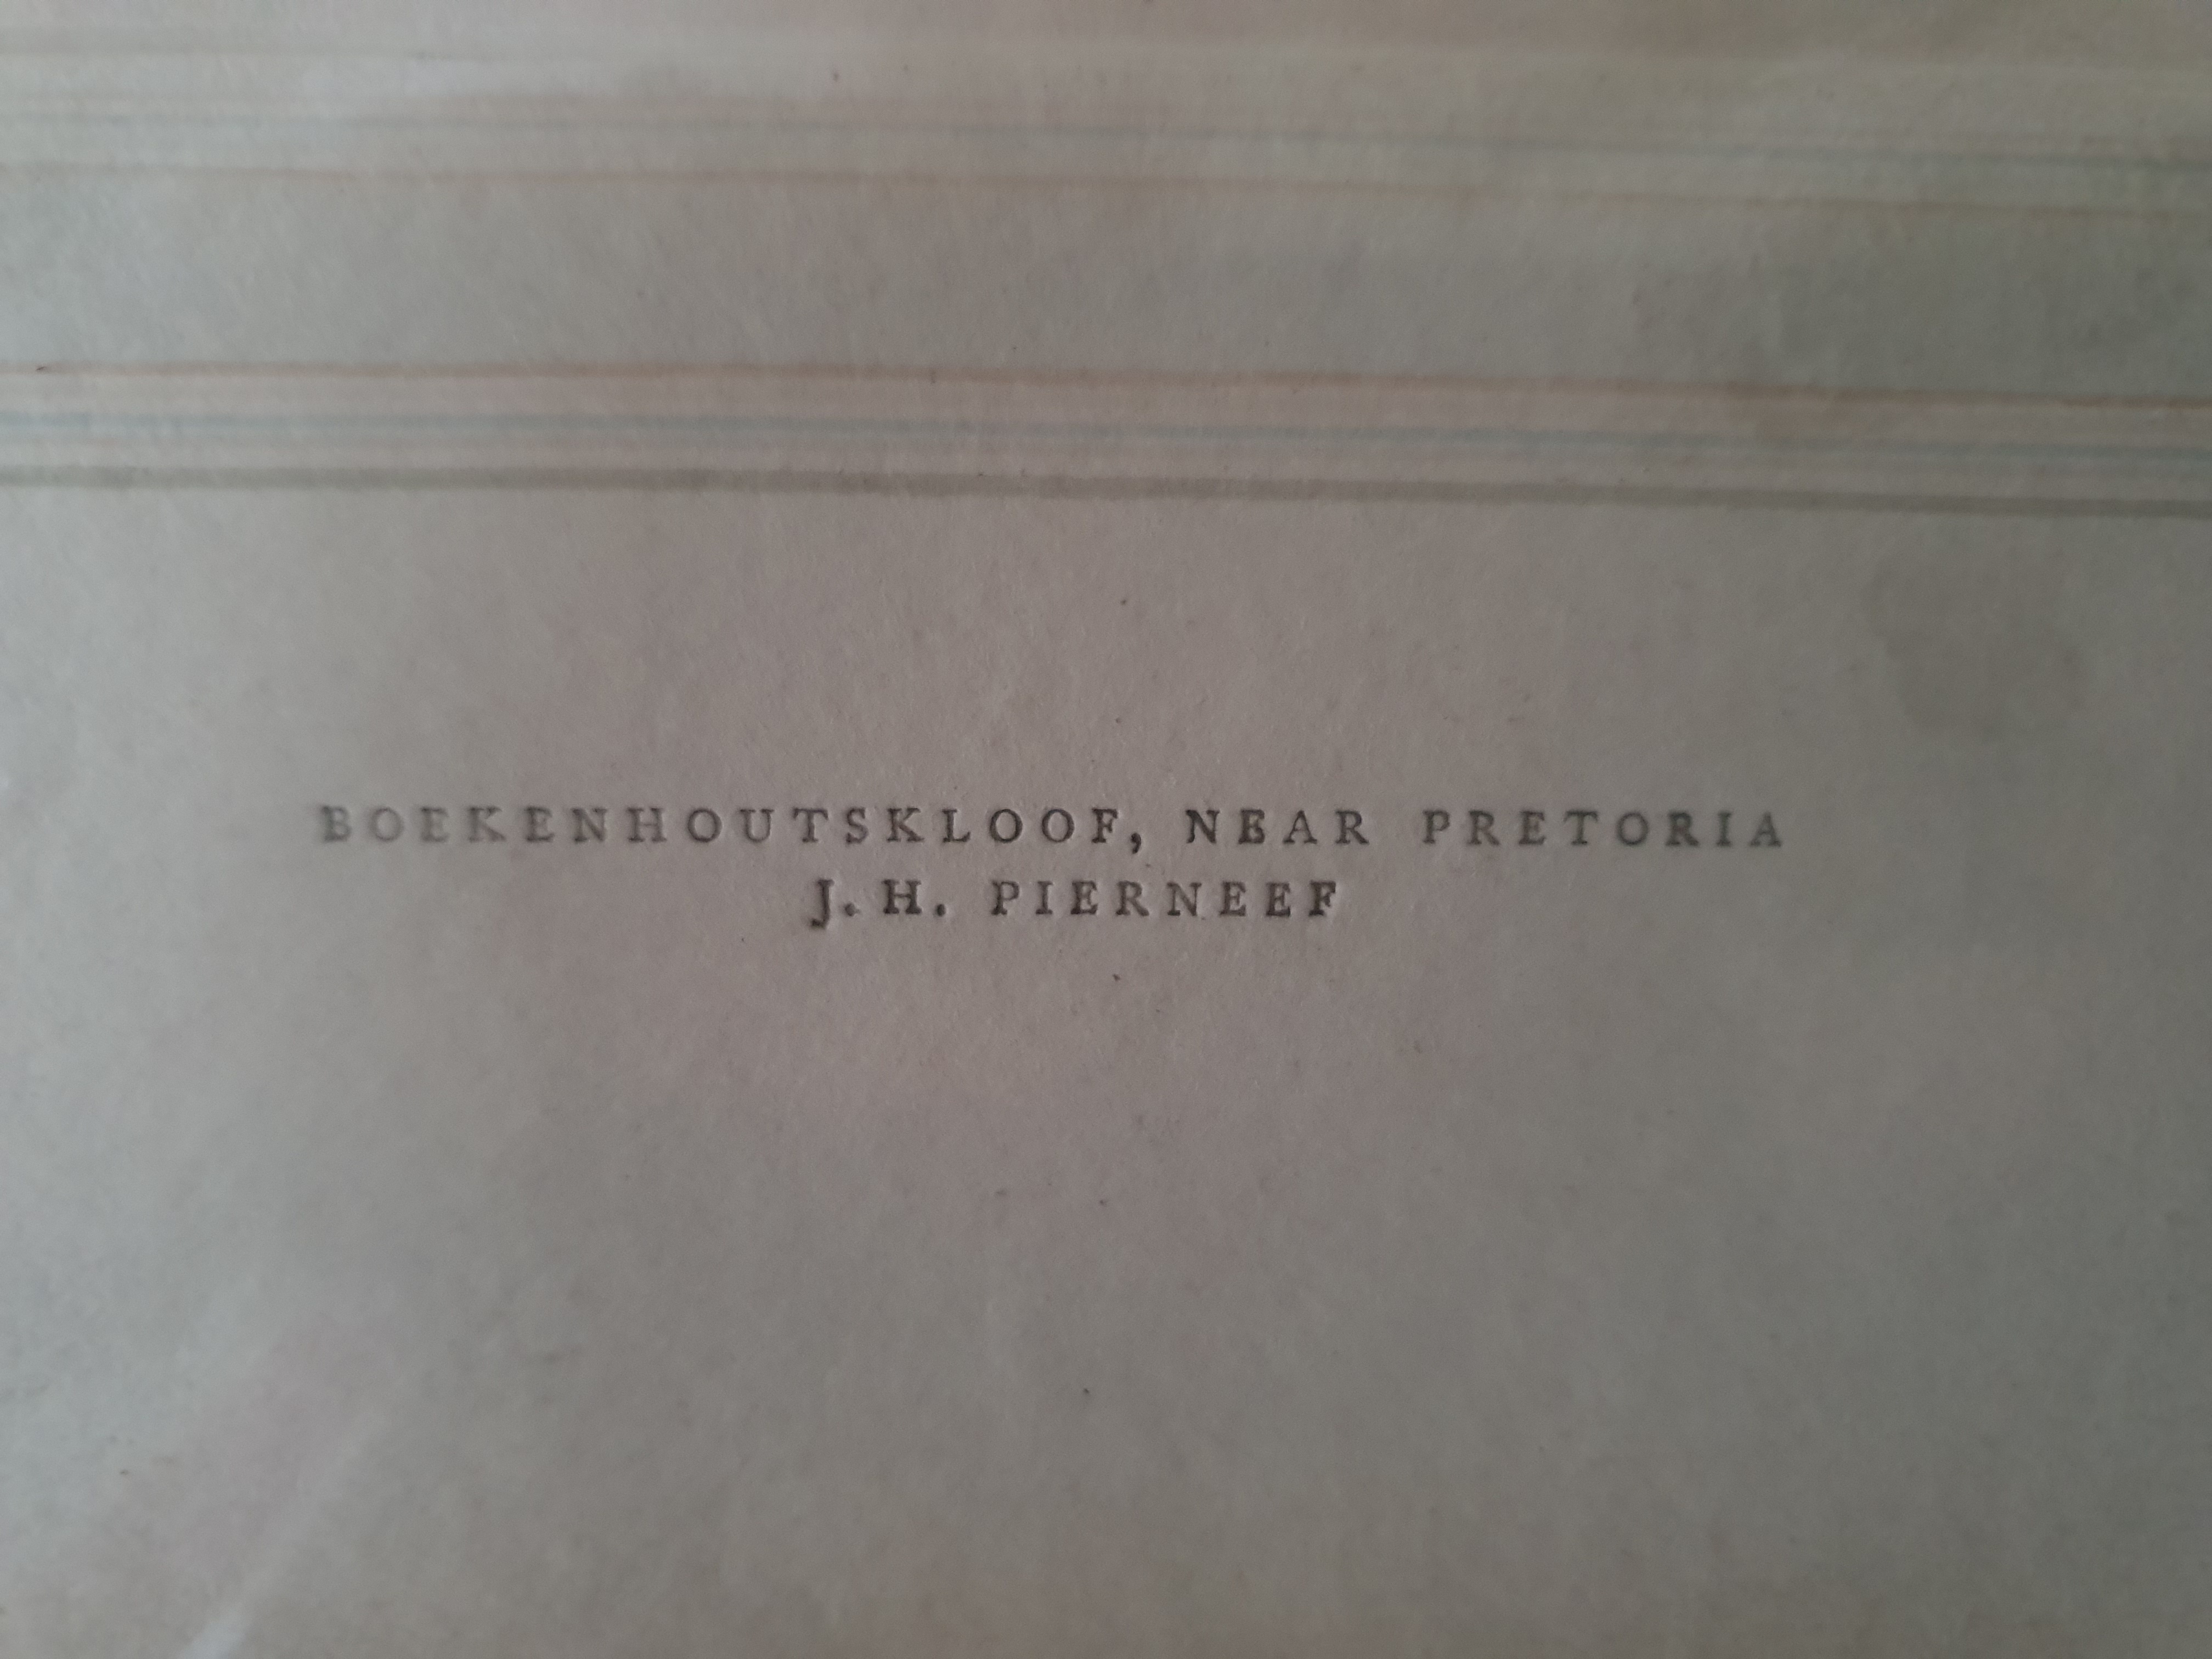 BOEKENHOUTSKLOOF, NEAR PRETORIA
J. H. PIERNEEF